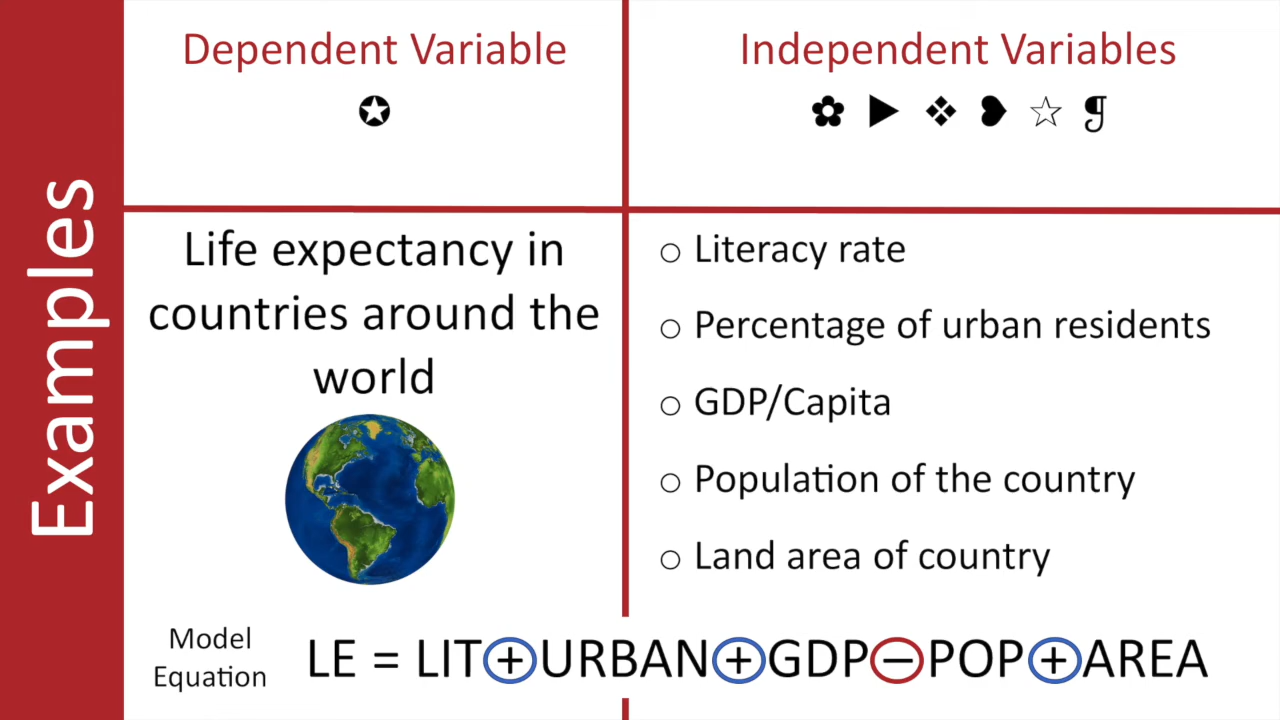 Examples
Dependent Variable
✪
Independent Variables
✿ ▶ ❖ ❥ ☆ ❡
Life expectancy in
countries around the
world
○ Literacy rate
○ Percentage of urban residents
○ GDP/Capita
○ Population of the country
○ Land area of country
Model
Equation
LE = LIT+URBAN+GDP−POP+AREA